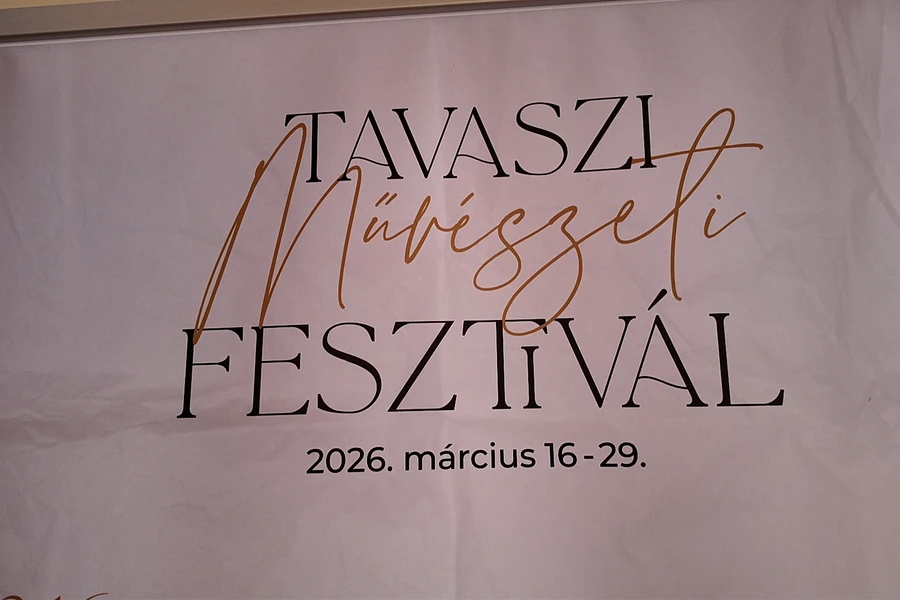 TAVASZI
Művészeti
FESZTiVÁL
2026. március 16-29.